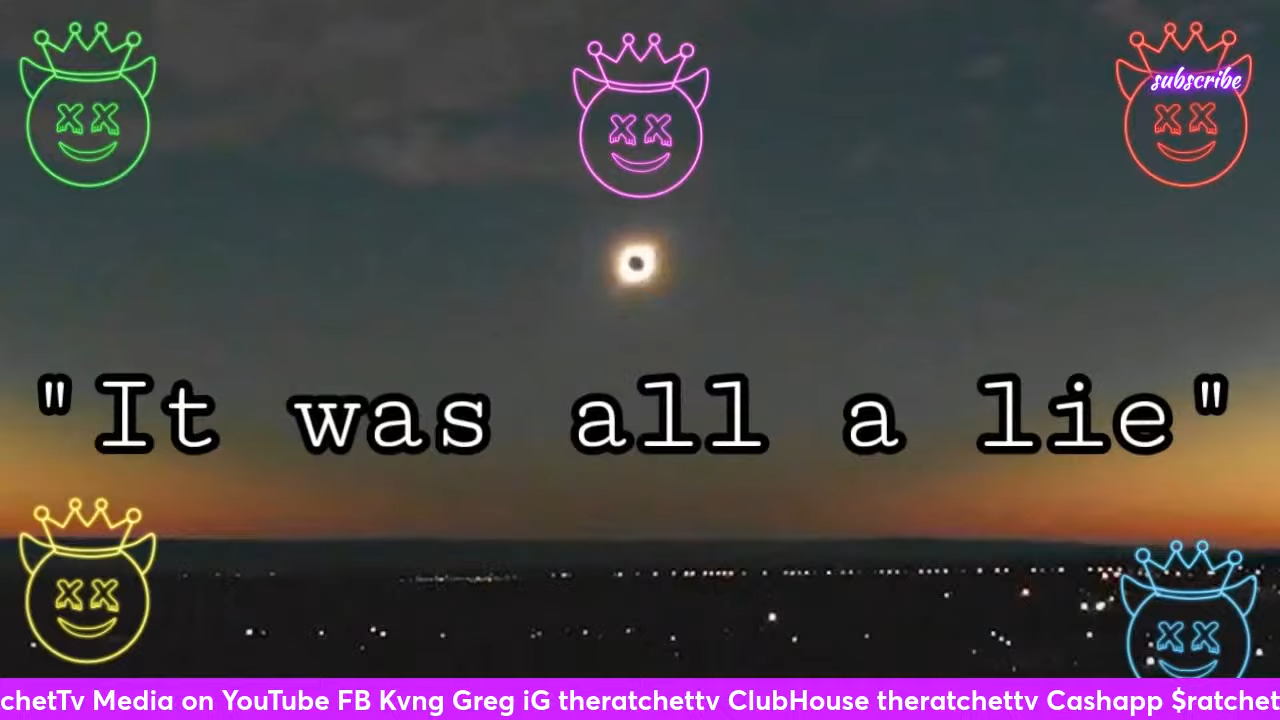 subscribe
"It was all a lie"
chetTv Media on YouTube FB Kvng Greg iG theratchettv ClubHouse theratchettv Cashapp $ratchet